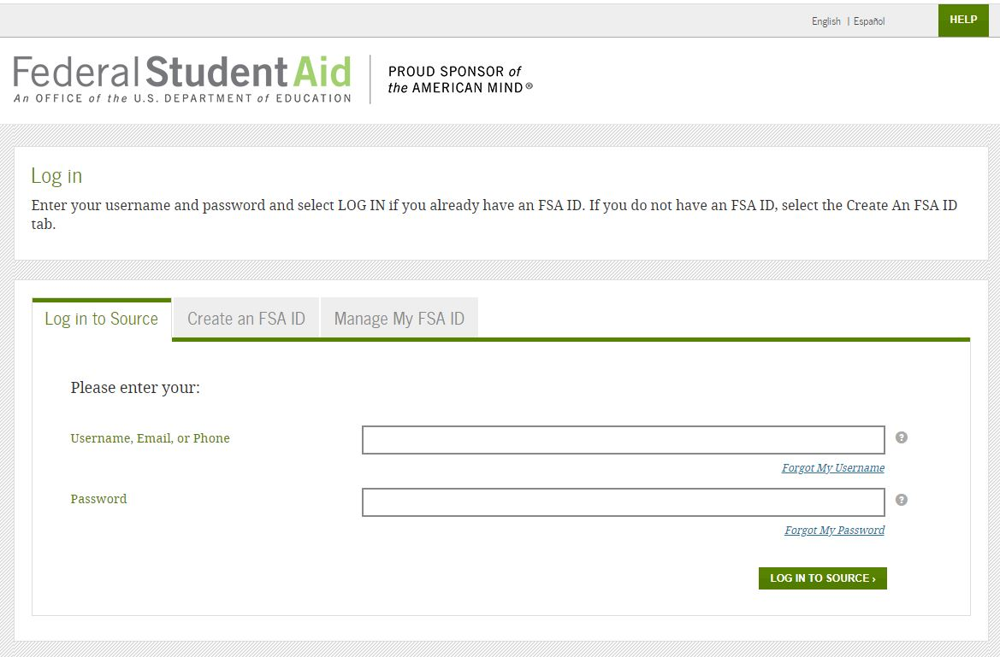 English | Español
HELP
Federal Student Aid
An OFFICE of the U.S. DEPARTMENT of EDUCATION
PROUD SPONSOR of
the AMERICAN MIND®
Log in
Enter your username and password and select LOG IN if you already have an FSA ID. If you do not have an FSA ID, select the Create An FSA ID
tab.
Log in to Source
Create an FSA ID
Manage My FSA ID
Please enter your:
Username, Email, or Phone
?
Forgot My Username
Password
?
Forgot My Password
LOG IN TO SOURCE ›